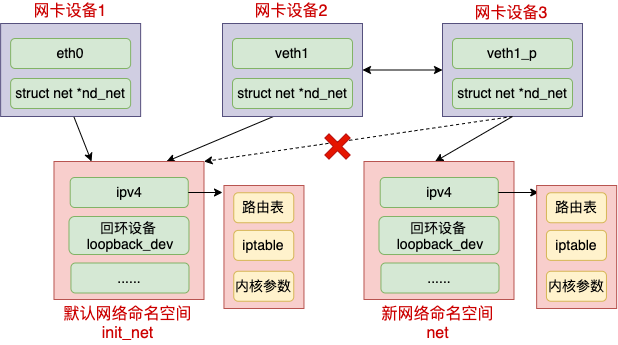 网卡设备1
网卡设备2
网卡设备3
eth0
veth1
veth1_p
struct net *nd_net
struct net *nd_net
struct net *nd_net
ipv4
回环设备
loopback_dev
......
路由表
iptable
内核参数
ipv4
回环设备
loopback_dev
......
路由表
iptable
内核参数
默认网络命名空间
init_net
新网络命名空间
net